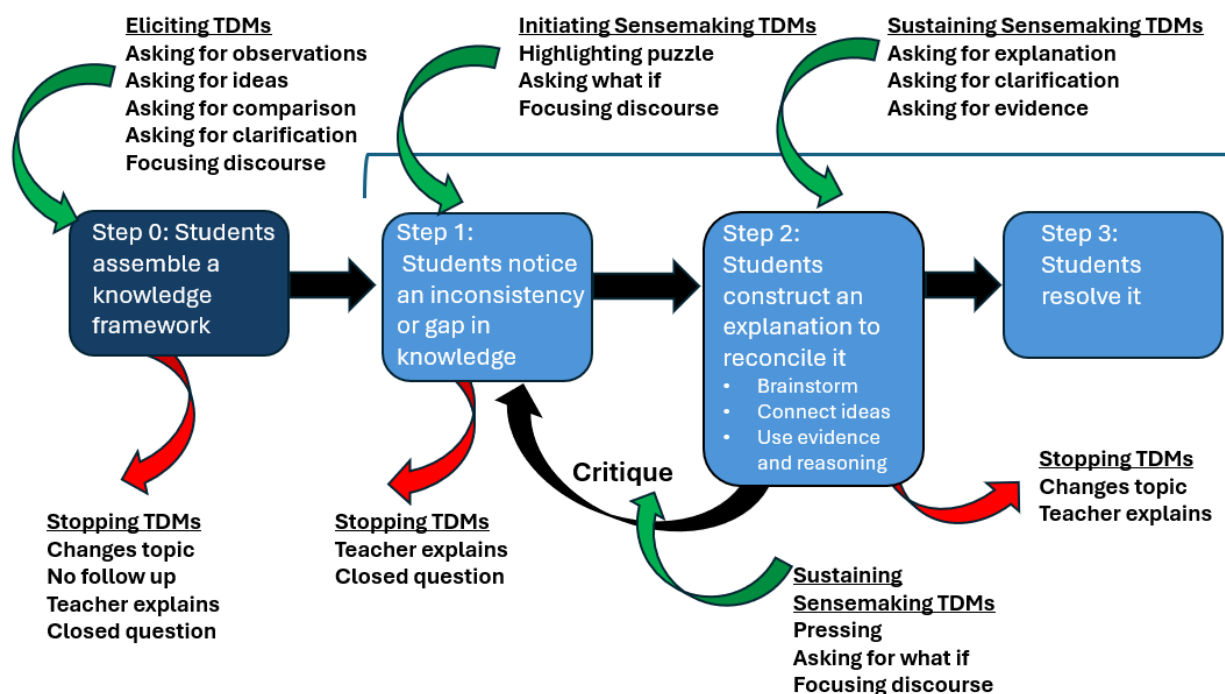 Eliciting TDMs
Asking for observations
Asking for ideas
Asking for comparison
Asking for clarification
Focusing discourse
Initiating Sensemaking TDMs
Highlighting puzzle
Asking what if
Focusing discourse
Sustaining Sensemaking TDMs
Asking for explanation
Asking for clarification
Asking for evidence
Step 0: Students
assemble a
knowledge
framework
Step 1:
Students notice
an inconsistency
or gap in
knowledge
Step 2:
Students
construct an
explanation to
reconcile it
• Brainstorm
• Connect ideas
• Use evidence
and reasoning
Step 3:
Students
resolve it
Critique
Stopping TDMs
Changes topic
No follow up
Teacher explains
Closed question
Stopping TDMs
Teacher explains
Closed question
Sustaining
Sensemaking TDMs
Pressing
Asking for what if
Focusing discourse
Stopping TDMs
Changes topic
Teacher explains